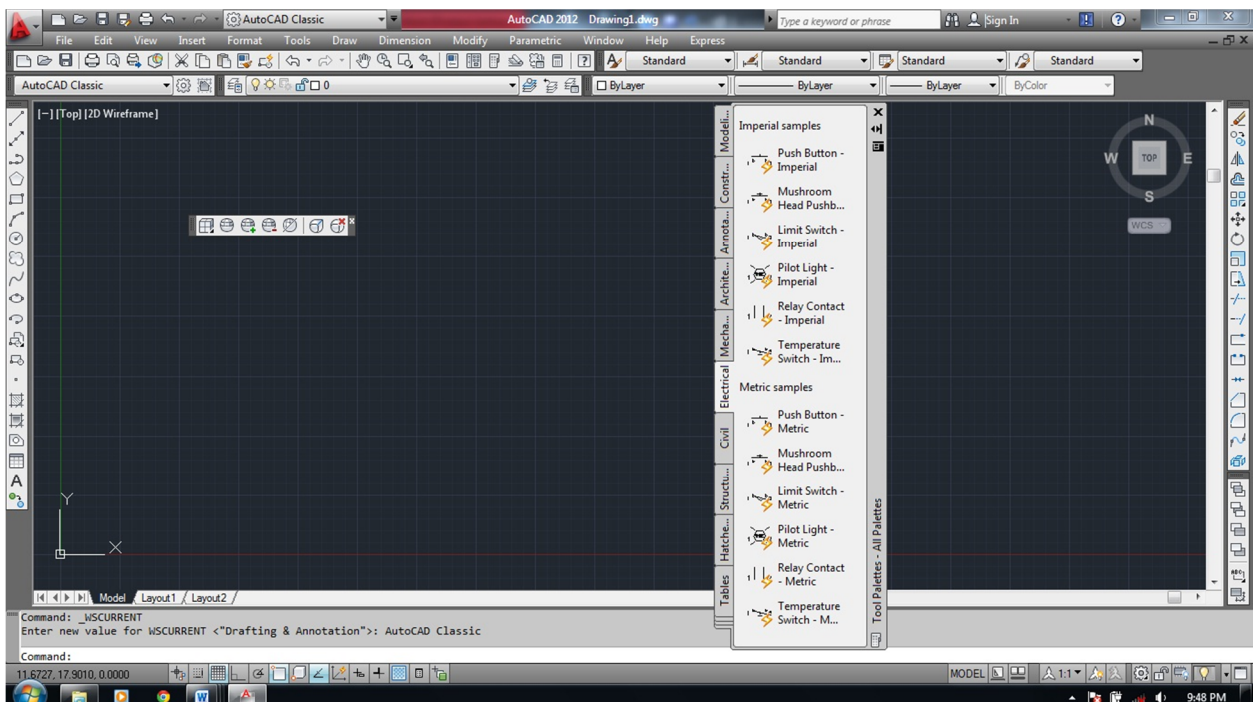 AutoCAD Classic
AutoCAD 2012 Drawing1.dwg
Type a keyword or phrase
Sign In
File Edit View Insert Format Tools Draw Dimension Modify Parametric Window Help Express
Standard Standard Standard Standard
AutoCAD Classic
0
ByLayer ByLayer ByLayer ByColor
[−] [Top] [2D Wireframe]
N
W TOP E
S
WCS
Modeli...
Constr...
Annota...
Archite...
Mecha...
Electrical
Civil
Structu...
Hatche...
Tables
Imperial samples
Push Button -
Imperial
Mushroom
Head Pushb...
Limit Switch -
Imperial
Pilot Light -
Imperial
Relay Contact
- Imperial
Temperature
Switch - Im...
Metric samples
Push Button -
Metric
Mushroom
Head Pushb...
Limit Switch -
Metric
Pilot Light -
Metric
Relay Contact
- Metric
Temperature
Switch - M...
Tool Palettes - All Palettes
A
Y
X
ABC
Model Layout1 Layout2
Command: _WSCURRENT
Enter new value for WSCURRENT <"Drafting & Annotation">: AutoCAD Classic
Command:
11.6727, 17.9010, 0.0000
MODEL
1:1
9:48 PM